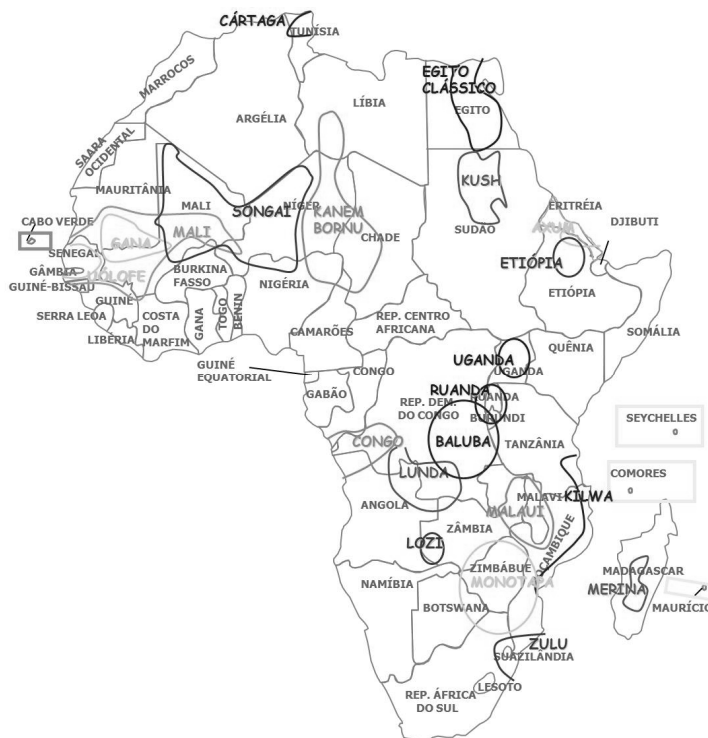 CÁRTAGA
TUNÍSIA
MARROCOS
EGITO
CLÁSSICO
EGITO
LÍBIA
ARGÉLIA
SAARA
OCIDENTAL
MAURITÂNIA
MALI
SONGAI
NÍGER
KANEM
BORNU
CHADE
KUSH
SUDÃO
ERITRÉIA
AXUM
DJIBUTI
CABO VERDE
GANA
MALI
SENEGAL
GÂMBIA
UOLOFE
GUINÉ-BISSAU
BURKINA
FASSO
NIGÉRIA
ETIÓPIA
ETIÓPIA
GUINÉ
SERRA LEOA
LIBÉRIA
COSTA
DO
MARFIM
GANA
TOGO
BENIN
CAMARÕES
REP. CENTRO
AFRICANA
SOMÁLIA
QUÊNIA
UGANDA
UGANDA
GUINÉ
EQUATORIAL
CONGO
GABÃO
RUANDA
RUANDA
REP. DEM.
DO CONGO
BURUNDI
SEYCHELLES
CONGO
BALUBA
TANZÂNIA
LUNDA
COMORES
ANGOLA
MALAVI
KILWA
MALAUI
ZÂMBIA
LOZI
MOÇAMBIQUE
ZIMBÁBUE
MONOTAPA
NAMÍBIA
BOTSWANA
MADAGASCAR
MERINA
MAURÍCIO
ZULU
SUAZILÂNDIA
LESOTO
REP. ÁFRICA
DO SUL